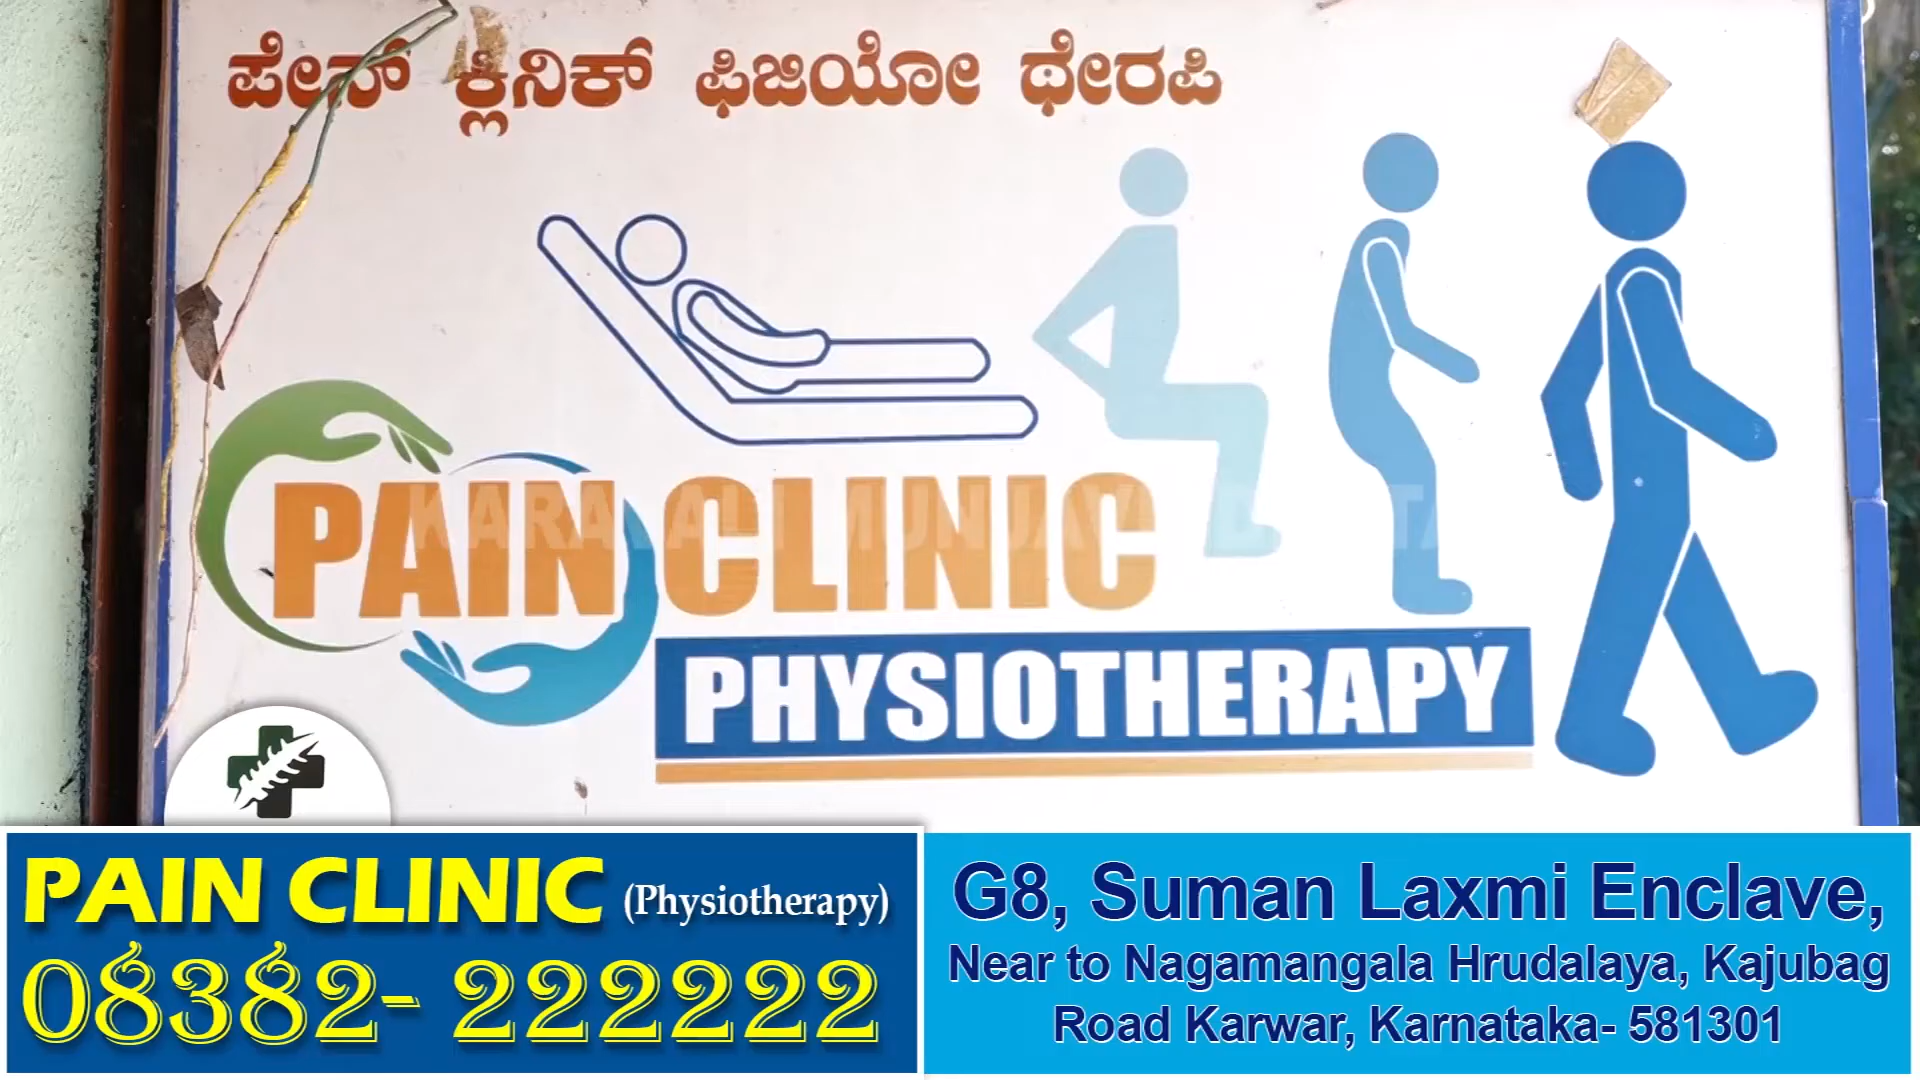 ಪೇನ್ ಕ್ಲಿನಿಕ್ ಫಿಜಿಯೋ ಥೇರಪಿ
PAIN CLINIC
PHYSIOTHERAPY
PAIN CLINIC (Physiotherapy)
08382- 222222
G8, Suman Laxmi Enclave,
Near to Nagamangala Hrudalaya, Kajubag
Road Karwar, Karnataka- 581301